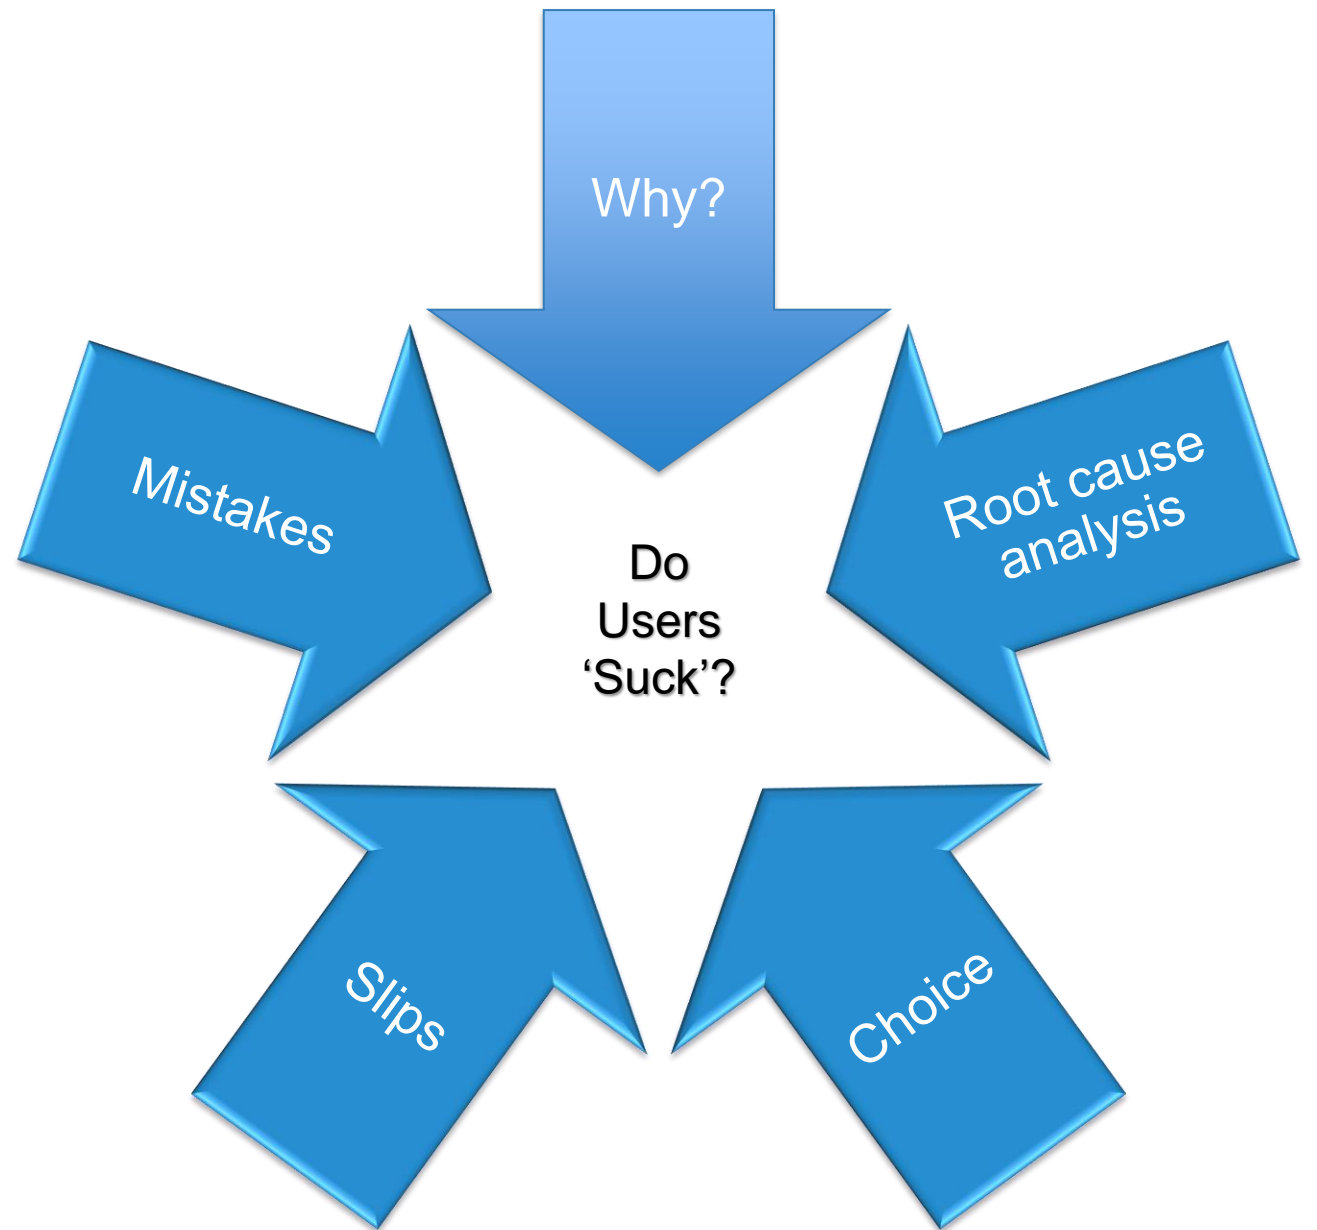 Why?
Mistakes
Root cause
analysis
Do
Users
‘Suck’?
Slips
Choice